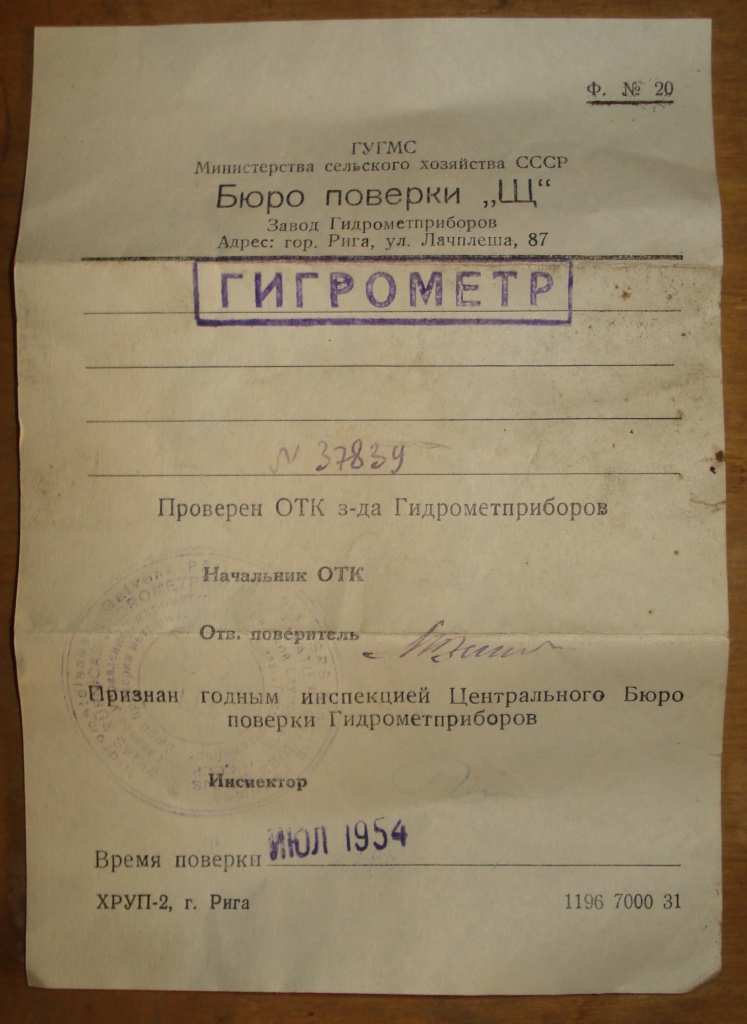 Ф. № 20
ГУГМС
Министерства сельского хозяйства СССР
Бюро поверки „Щ“
Завод Гидрометприборов
Адрес: гор. Рига, ул. Лачплеша, 87
ГИГРОМЕТР
N 37839
Проверен ОТК з-да Гидрометприборов
Начальник ОТК
Отв. поверитель
Признан годным инспекцией Центрального Бюро
поверки Гидрометприборов
Инспектор
Время поверки ИЮЛ 1954
ХРУП-2, г. Рига 1196 7000 31